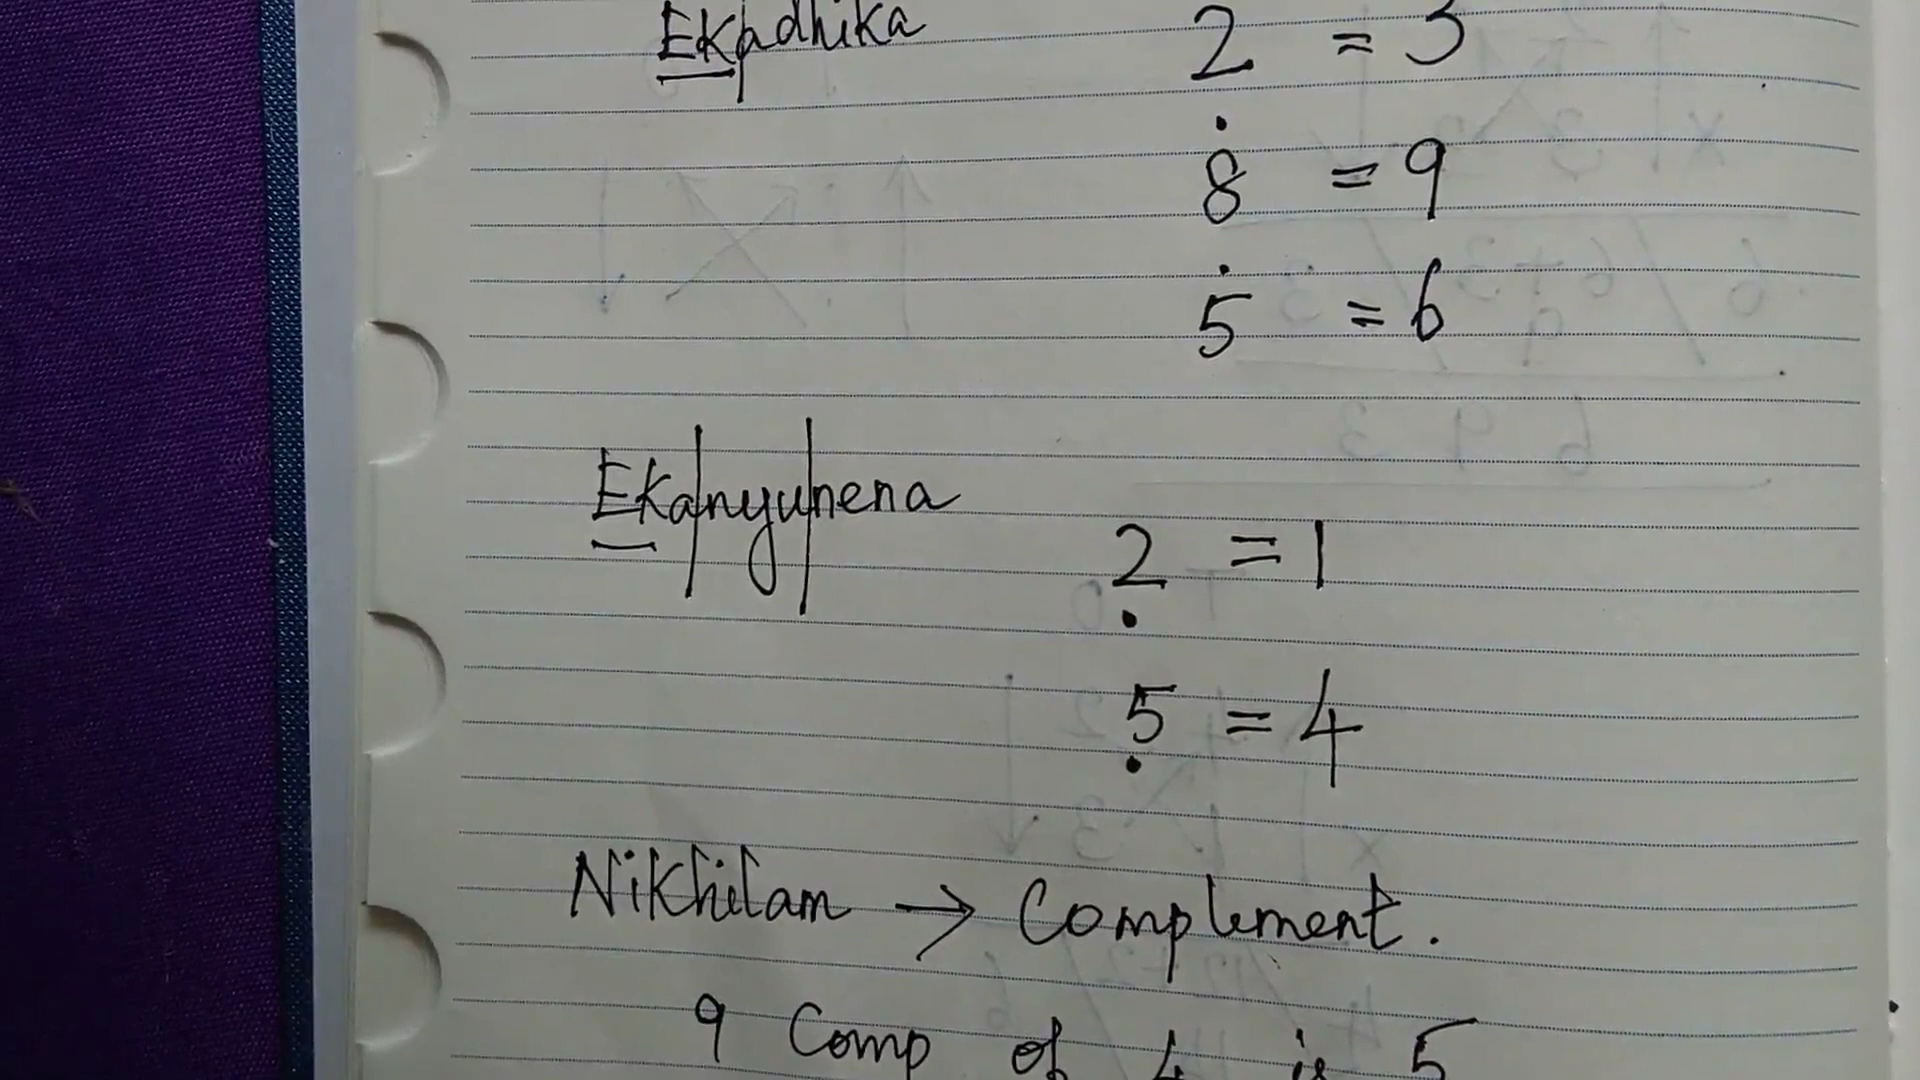 Ekadhika 2 = 3
8̇ = 9
5̇ = 6
Ekanyunena
2̣ = 1
5̣ = 4
Nikhilam → Complement.
9 Comp of 4 is 5